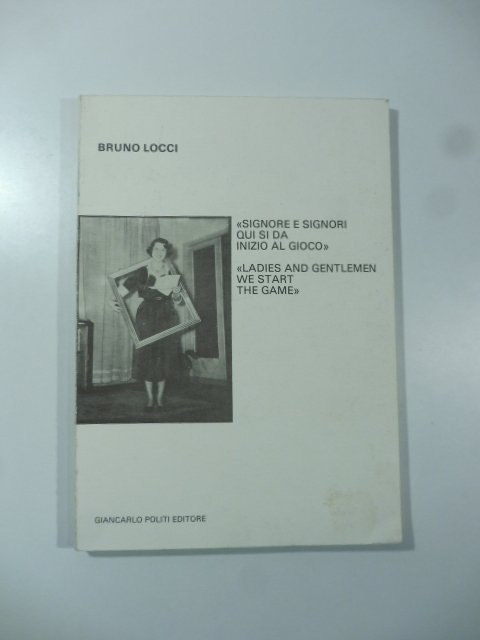 BRUNO LOCCI
«SIGNORE E SIGNORI
QUI SI DA
INIZIO AL GIOCO»
«LADIES AND GENTLEMEN
WE START
THE GAME»
GIANCARLO POLITI EDITORE